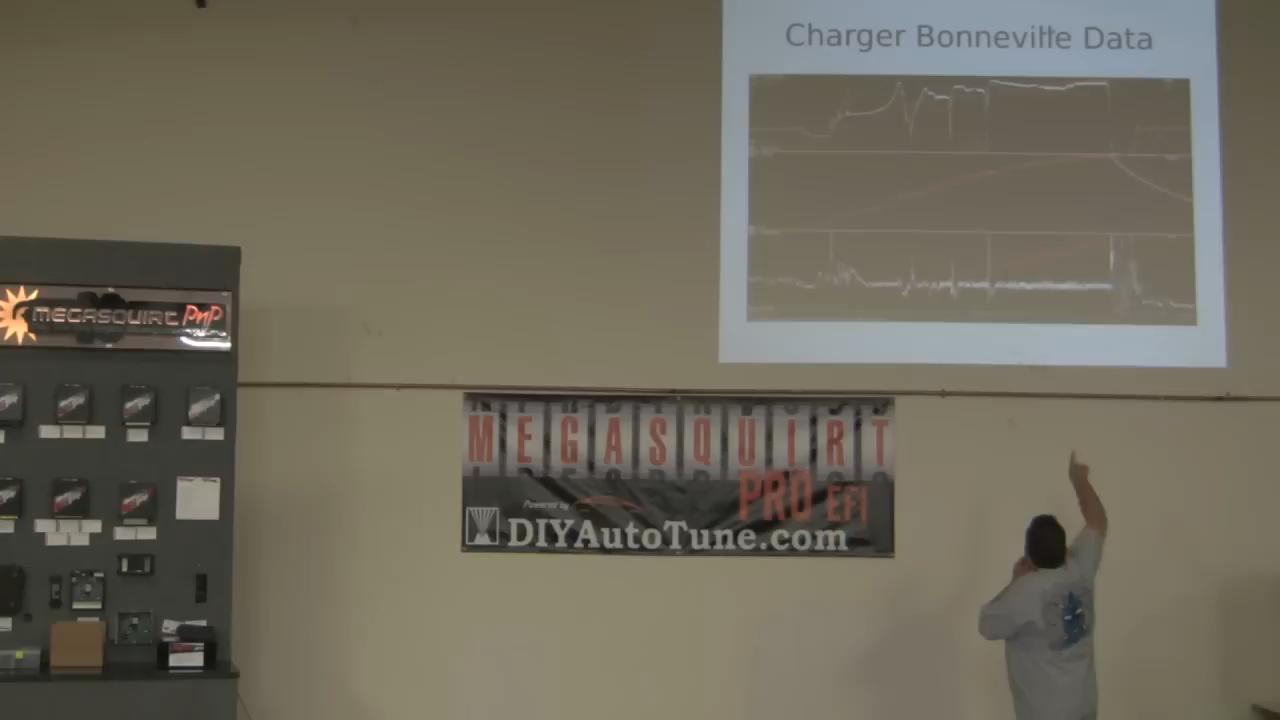 Charger Bonneville Data
MEGASQUIRT PnP
MEGASQUIRT
PRO EFI
Powered by
DIYAutoTune.com